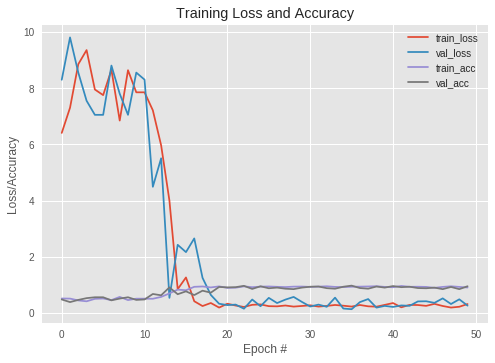 Training Loss and Accuracy
train_loss
val_loss
train_acc
val_acc
Loss/Accuracy
10
8
6
4
2
0
0 10 20 30 40 50
Epoch #